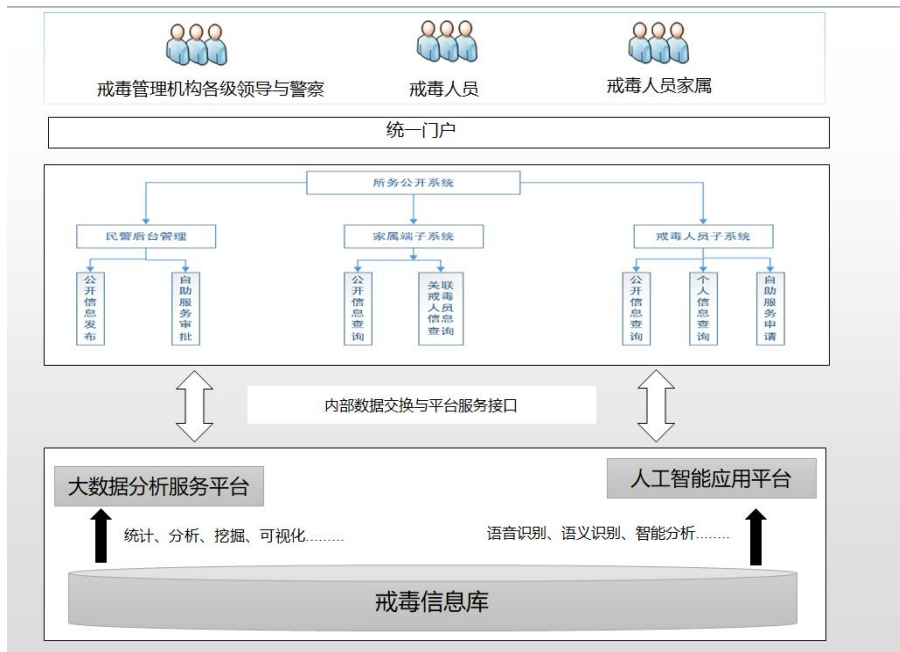 戒毒管理机构各级领导与警察
戒毒人员
戒毒人员家属
统一门户
所务公开系统
民警后台管理
家属端子系统
戒毒人员子系统
公开信息发布
自助服务审批
公开信息查询
关联戒毒人员信息查询
公开信息查询
个人信息查询
自助服务申请
内部数据交换与平台服务接口
大数据分析服务平台
人工智能应用平台
统计、分析、挖掘、可视化.........
语音识别、语义识别、智能分析........
戒毒信息库